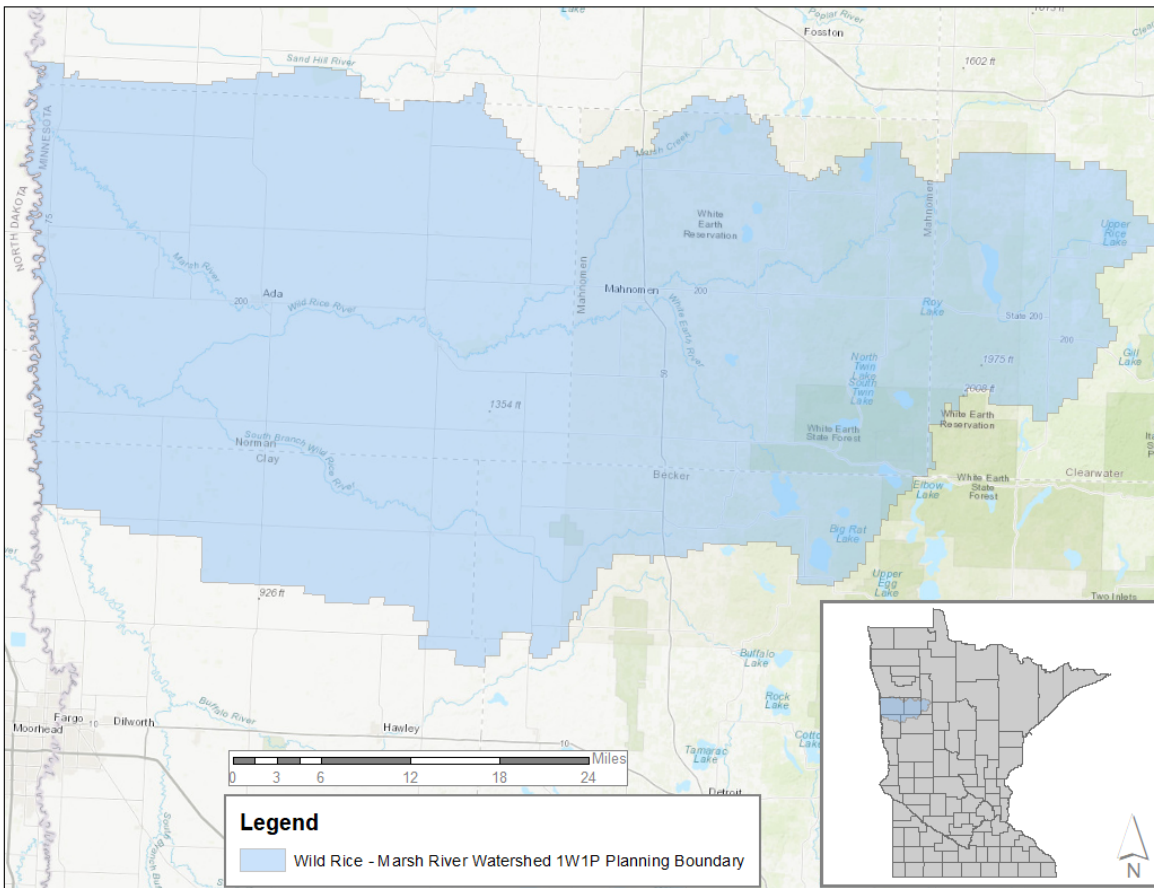 Lake
Poplar River
Fosston
1602 ft
Sand Hill River
MINNESOTA
NORTH DAKOTA
75
Marsh Creek
White
Earth
Reservation
Mahnomen
Upper
Rice
Lake
Marsh River
Ada
200
Wild Rice River
Mahnomen
Mahnomen
200
White Earth River
Roy
Lake
State 200
200
Gill
Lake
North
Twin
Lake
South
Twin
Lake
1975 ft
2008 ft
1354 ft
White Earth
State Forest
White Earth
Reservation
Norman
Clay
South Branch Wild Rice River
Becker
Clearwater
White Earth
State
Forest
Elbow
Lake
Big Rat
Lake
Upper
Egg
Lake
Two Inlets
926 ft
Buffalo
Lake
Rock
Lake
Buffalo River
Fargo
Moorhead
10
Dilworth
Hawley
10
Tamarac
Lake
Detroit
South Branch
Miles
0 3 6 12 18 24
Legend
Wild Rice - Marsh River Watershed 1W1P Planning Boundary
N